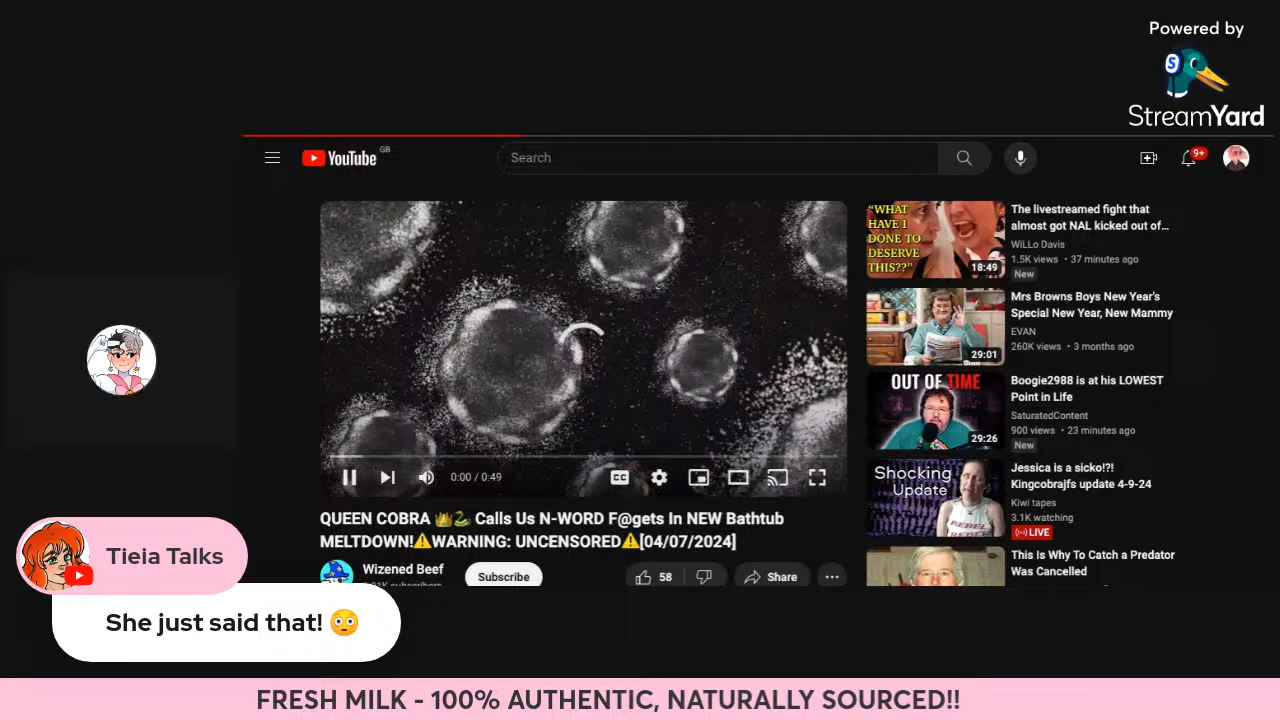 Powered by
S
StreamYard
YouTube GB
Search
9+
QUEEN COBRA 👑🐍 Calls Us N-WORD F@gets In NEW Bathtub
MELTDOWN!⚠️WARNING: UNCENSORED⚠️[04/07/2024]
0:00 / 0:49
CC
Wizened Beef
subscribers
Subscribe
58
Share
"WHAT
HAVE I
DONE TO
DESERVE
THIS??"
18:49
The livestreamed fight that
almost got NAL kicked out of…
WiLLo Davis
1.5K views • 37 minutes ago
New
29:01
Mrs Browns Boys New Year's
Special New Year, New Mammy
EVAN
260K views • 3 months ago
OUT OF TIME
29:26
Boogie2988 is at his LOWEST
Point in Life
SaturatedContent
900 views • 23 minutes ago
New
Shocking
Update
REBEL
REBEL
Jessica is a sicko!?!
Kingcobrajfs update 4-9-24
Kiwi tapes
3.1K watching
LIVE
This Is Why To Catch a Predator
Was Cancelled
Tieia Talks
She just said that! 😳
FRESH MILK - 100% AUTHENTIC, NATURALLY SOURCED!!